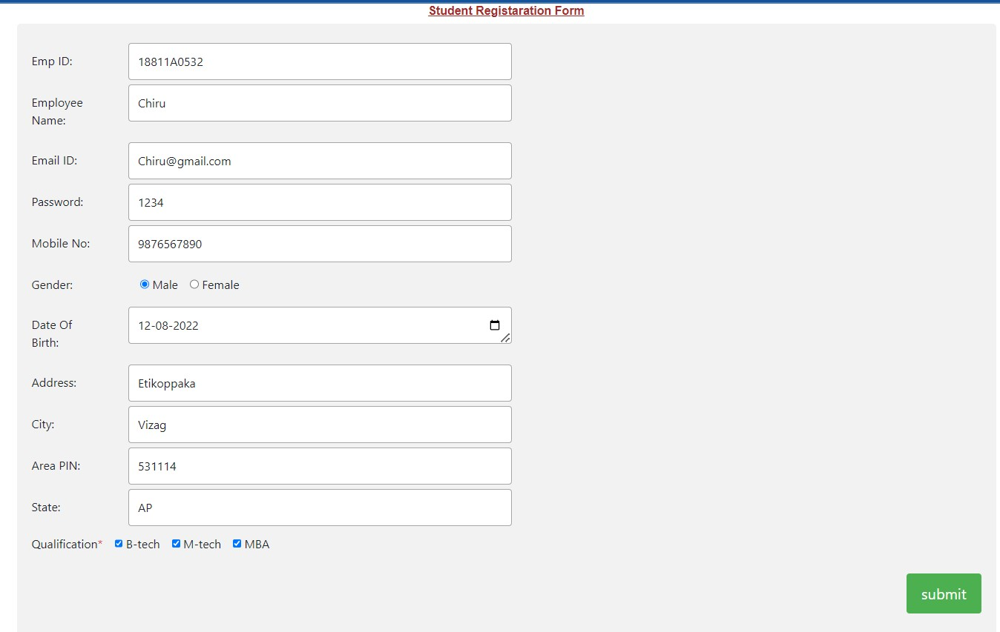 Student Registaration Form
Emp ID: 18811A0532
Employee Name: Chiru
Email ID: Chiru@gmail.com
Password: 1234
Mobile No: 9876567890
Gender: Male Female
Date Of Birth: 12-08-2022
Address: Etikoppaka
City: Vizag
Area PIN: 531114
State: AP
Qualification* B-tech M-tech MBA
submit